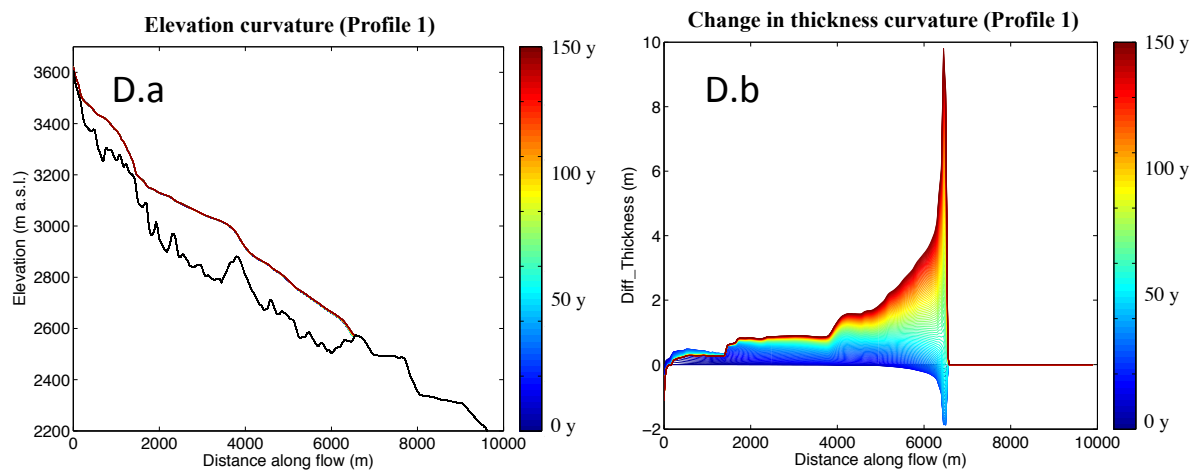 Elevation curvature (Profile 1)
D.a
Elevation (m a.s.l.)
3600
3400
3200
3000
2800
2600
2400
2200
0
2000
4000
6000
8000
10000
Distance along flow (m)
150 y
100 y
50 y
0 y
Change in thickness curvature (Profile 1)
D.b
Diff_Thickness (m)
10
8
6
4
2
0
−2
0
2000
4000
6000
8000
10000
Distance along flow (m)
150 y
100 y
50 y
0 y